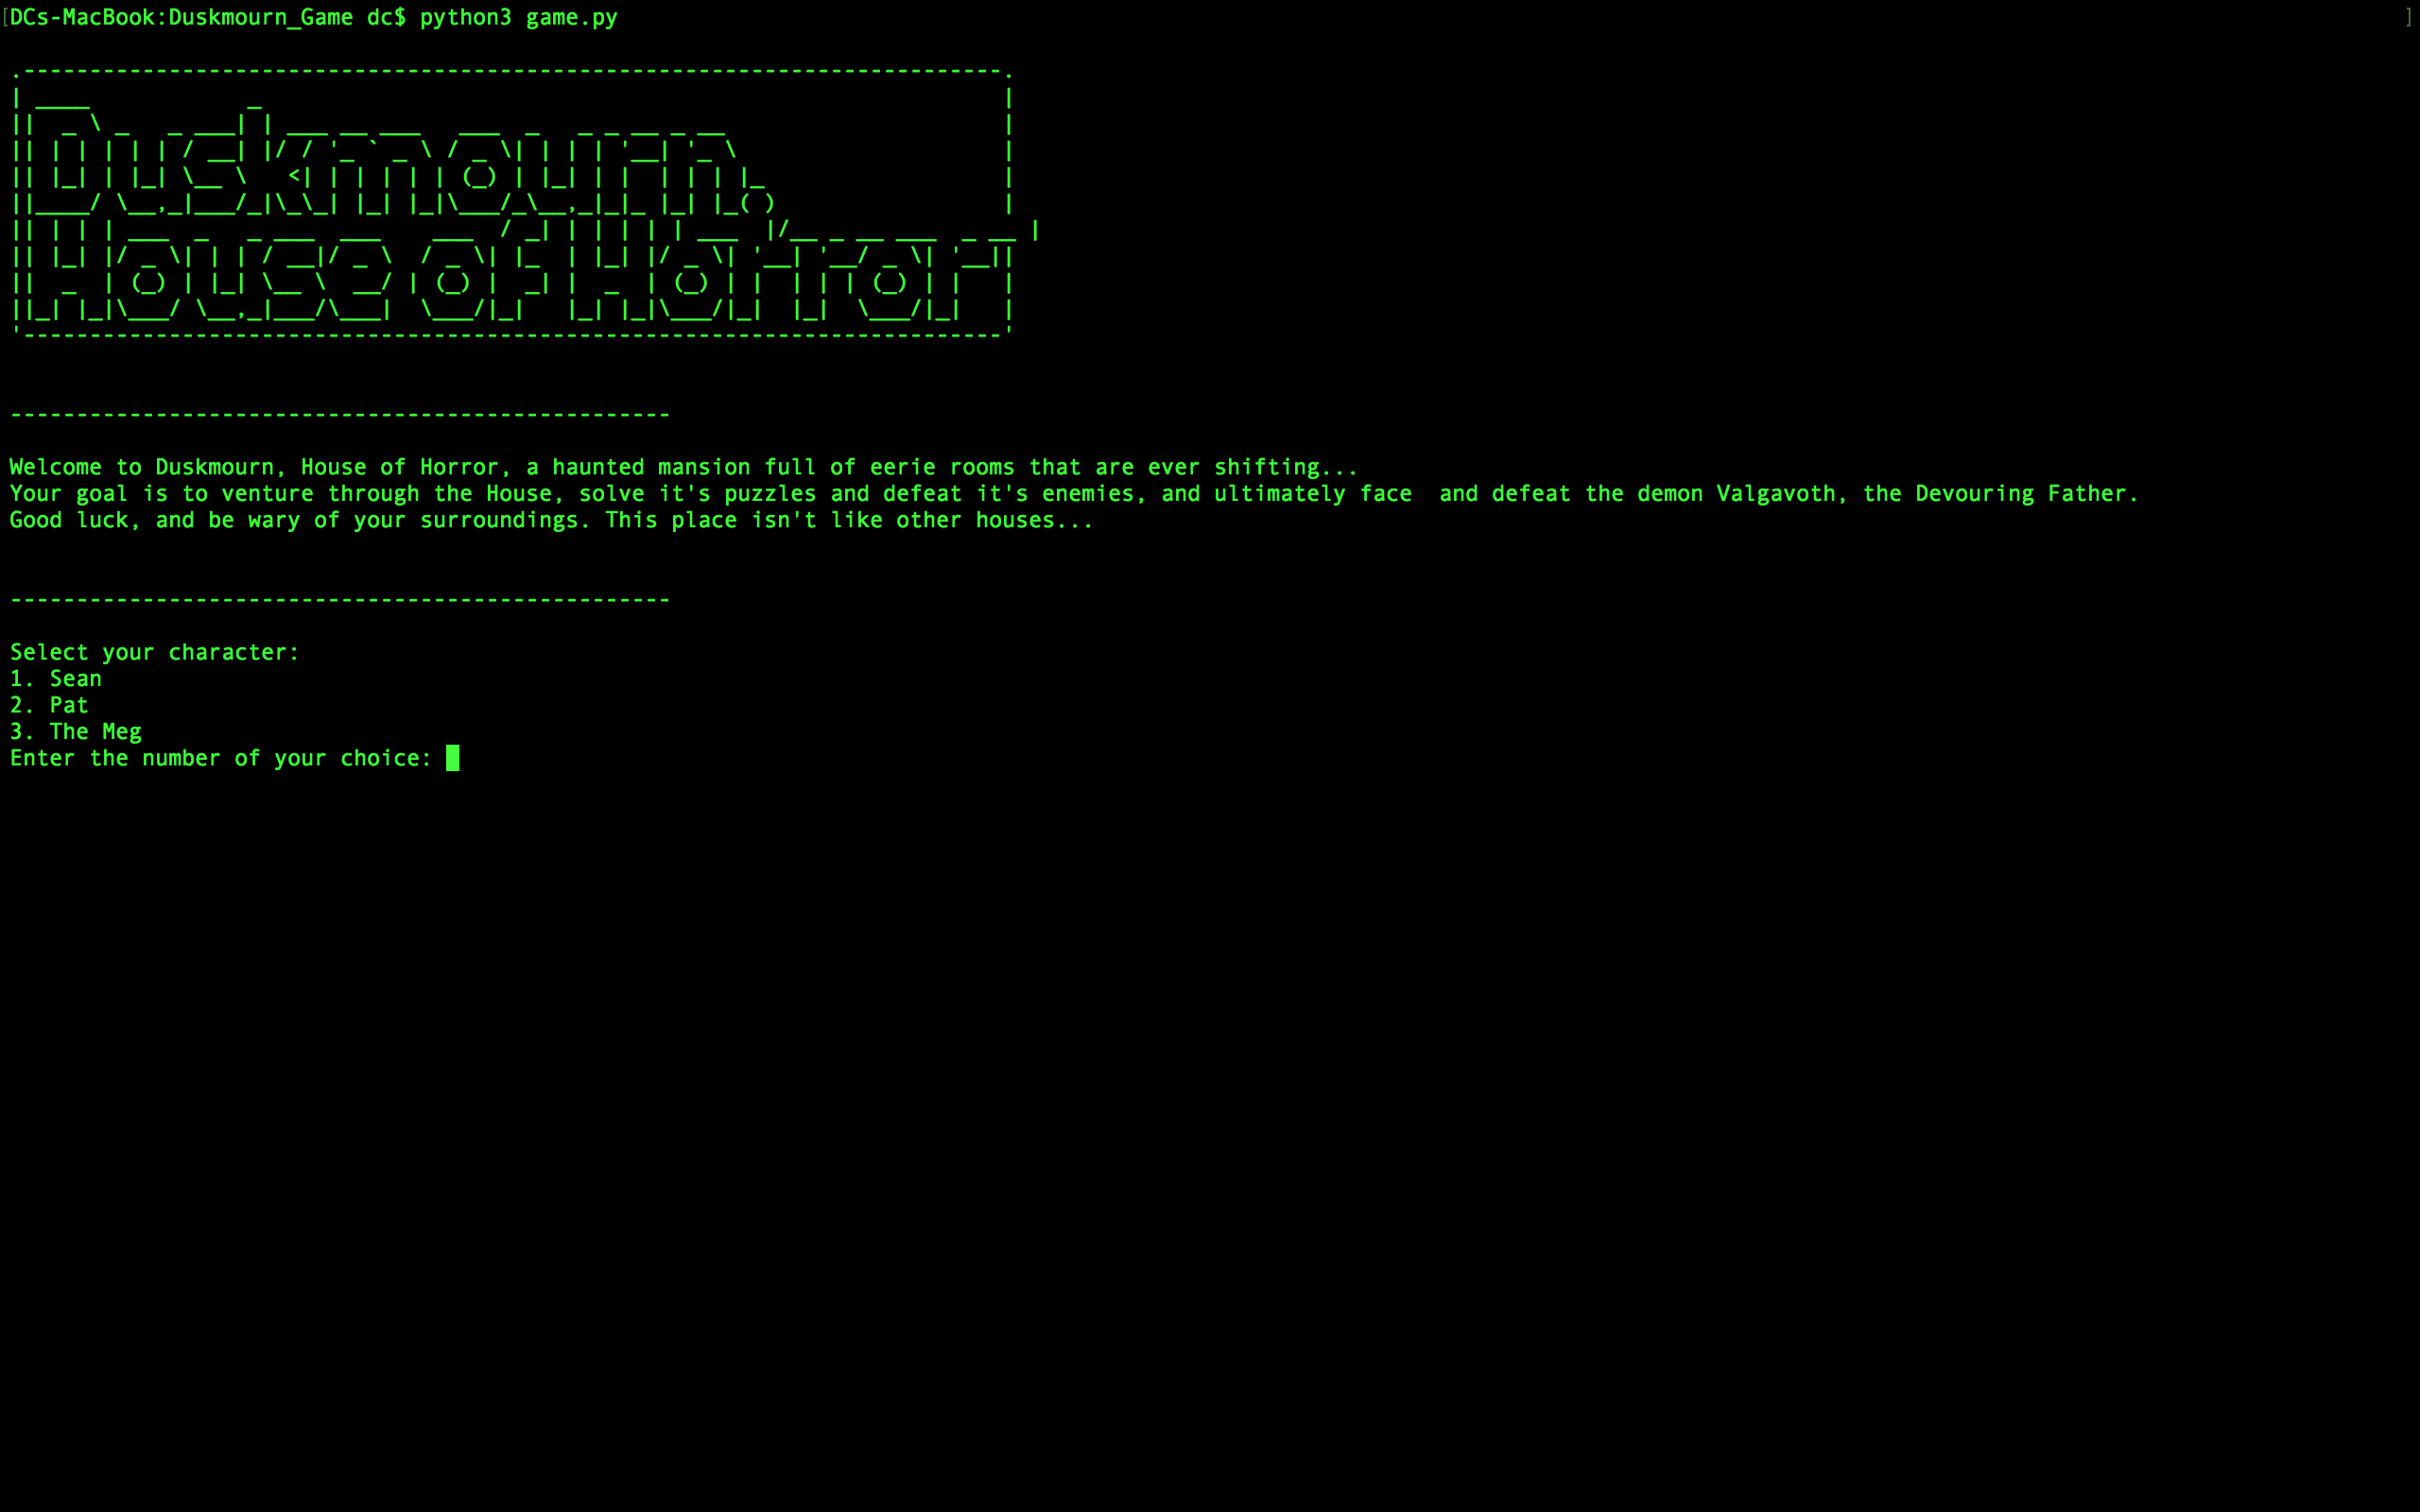 DCs-MacBook:Duskmourn_Game dc$ python3 game.py
Duskmourn,
House of Horror
Welcome to Duskmourn, House of Horror, a haunted mansion full of eerie rooms that are ever shifting...
Your goal is to venture through the House, solve it's puzzles and defeat it's enemies, and ultimately face  and defeat the demon Valgavoth, the Devouring Father.
Good luck, and be wary of your surroundings. This place isn't like other houses...
Select your character:
1. Sean
2. Pat
3. The Meg
Enter the number of your choice: